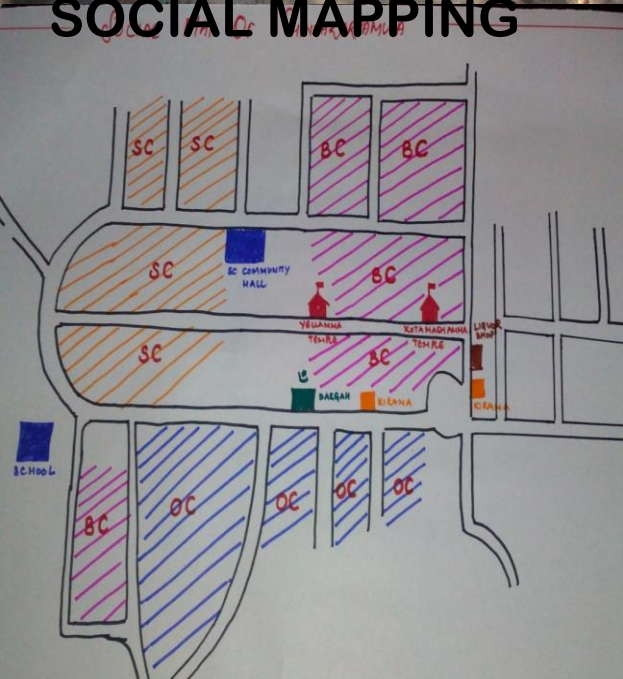 SOCIAL MAPPING
SC
SC
BC
BC
SC
SC COMMUNITY
HALL
BC
YELLAMMA
TEMPLE
KOTAMAIHAMMA
TEMPLE
LIQUOR
SHOP
SC
BC
DARGAH
KIRANA
KIRANA
SCHOOL
BC
OC
OC
OC
OC